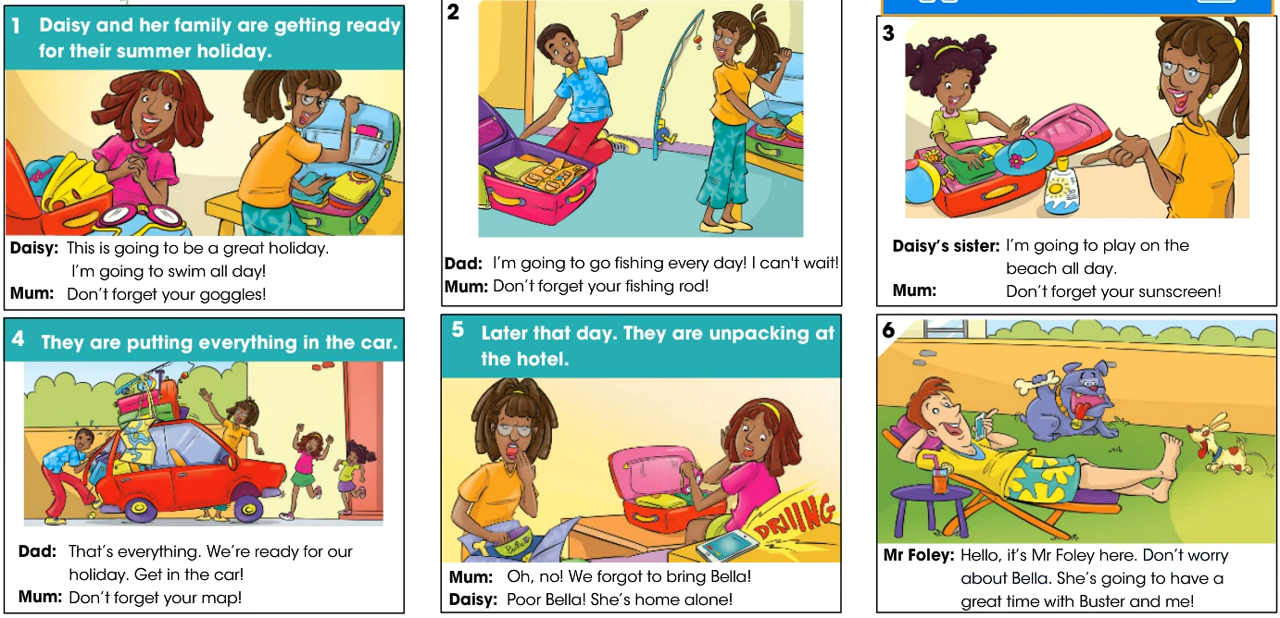 1 Daisy and her family are getting ready
for their summer holiday.
Daisy: This is going to be a great holiday.
I'm going to swim all day!
Mum: Don't forget your goggles!
2
Dad: I'm going to go fishing every day! I can't wait!
Mum: Don't forget your fishing rod!
3
Daisy's sister: I'm going to play on the
beach all day.
Mum: Don't forget your sunscreen!
4 They are putting everything in the car.
Dad: That's everything. We're ready for our
holiday. Get in the car!
Mum: Don't forget your map!
5 Later that day. They are unpacking at
the hotel.
Bella
DRIIING
Mum: Oh, no! We forgot to bring Bella!
Daisy: Poor Bella! She's home alone!
6
Mr Foley: Hello, it's Mr Foley here. Don't worry
about Bella. She's going to have a
great time with Buster and me!